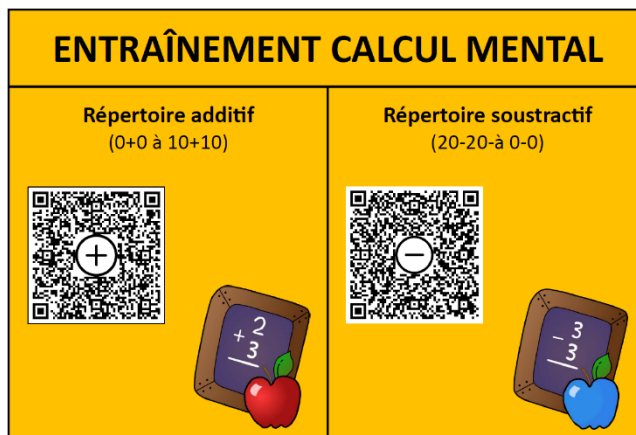 ENTRAÎNEMENT CALCUL MENTAL
Répertoire additif
(0+0 à 10+10)
+
+ 2
3
Répertoire soustractif
(20-20-à 0-0)
−
- 3
3